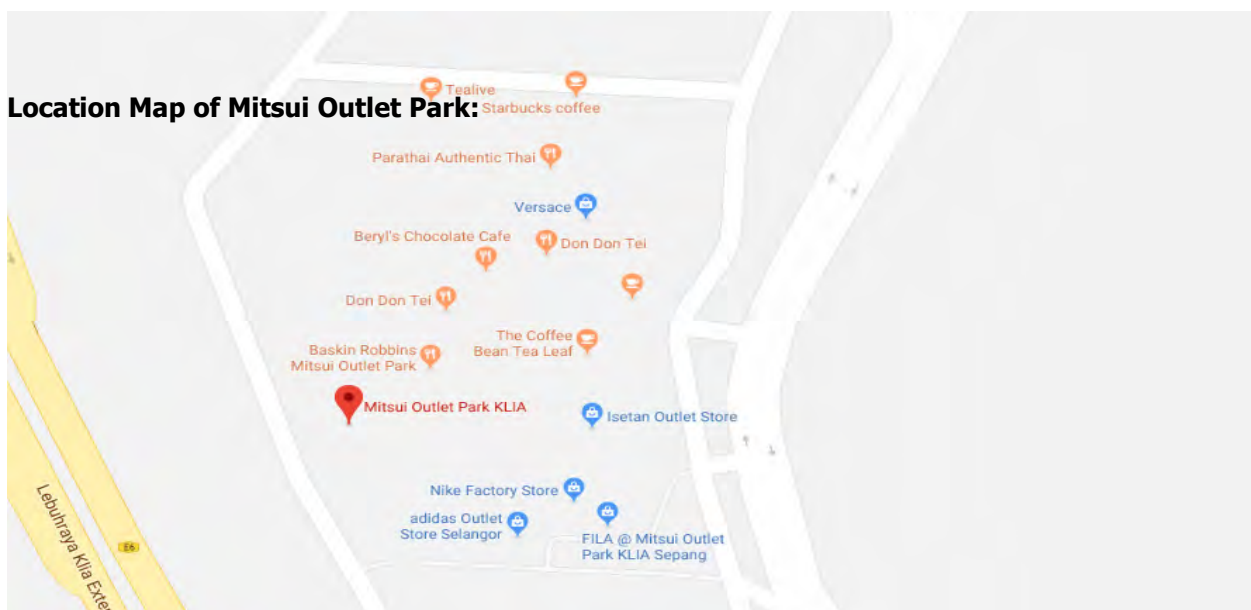 Tealive
Location Map of Mitsui Outlet Park:
Starbucks coffee
Parathai Authentic Thai
Versace
Beryl's Chocolate Cafe
Don Don Tei
Don Don Tei
The Coffee
Bean Tea Leaf
Baskin Robbins
Mitsui Outlet Park
Mitsui Outlet Park KLIA
Isetan Outlet Store
Nike Factory Store
adidas Outlet
Store Selangor
FILA @ Mitsui Outlet
Park KLIA Sepang
Lebuhraya Klia
E6